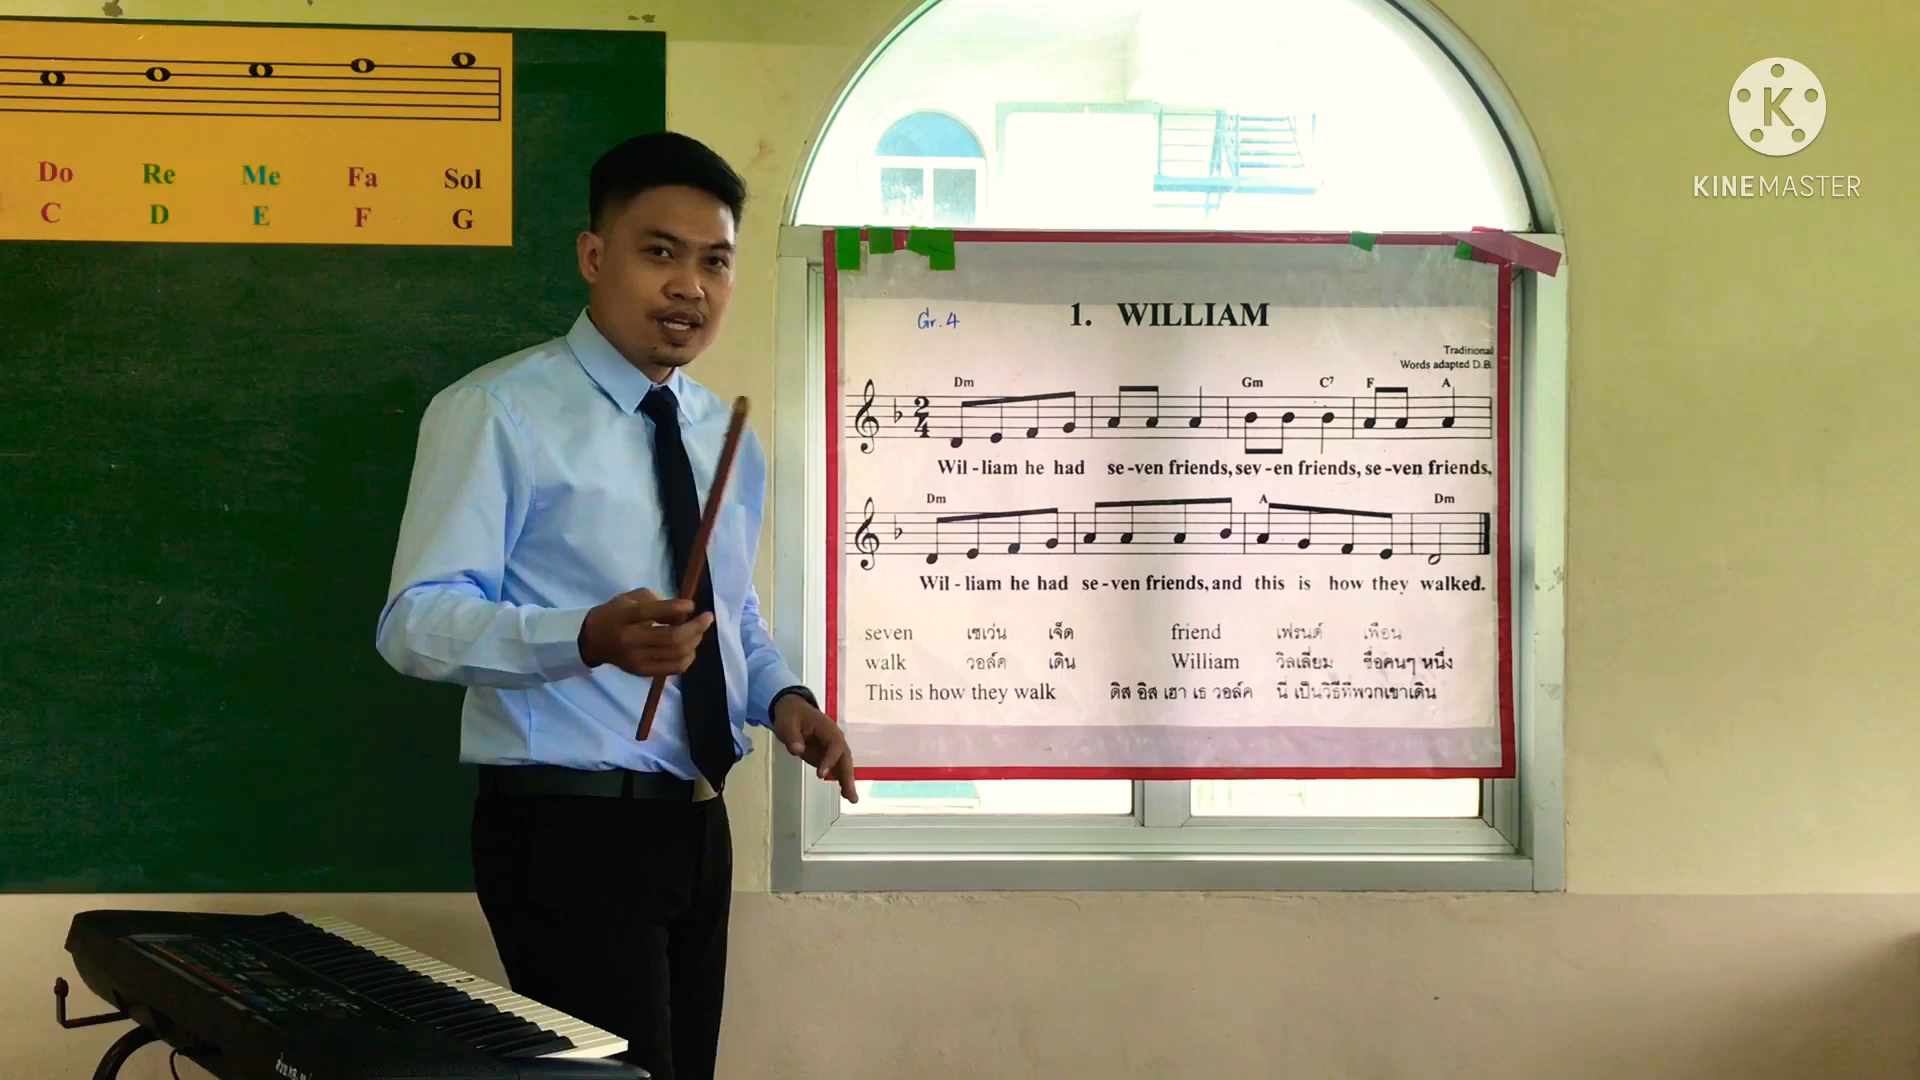 Do Re Me Fa Sol
C D E F G
K
KINEMASTER
Gr. 4
1. WILLIAM
Traditional
Words adapted D.B.
Dm Gm C7 F A
2
4
Wil - liam he had se -ven friends, sev -en friends, se -ven friends,
Dm A Dm
Wil - liam he had se - ven friends, and this is how they walked.
seven เซเว่น เจ็ด friend เฟรนด์ เพื่อน
walk วอล์ค เดิน William วิลเลี่ยม ชื่อคนๆ หนึ่ง
This is how they walk ดิส อิส เฮา เธ วอล์ค นี่ เป็นวิธีที่พวกเขาเดิน